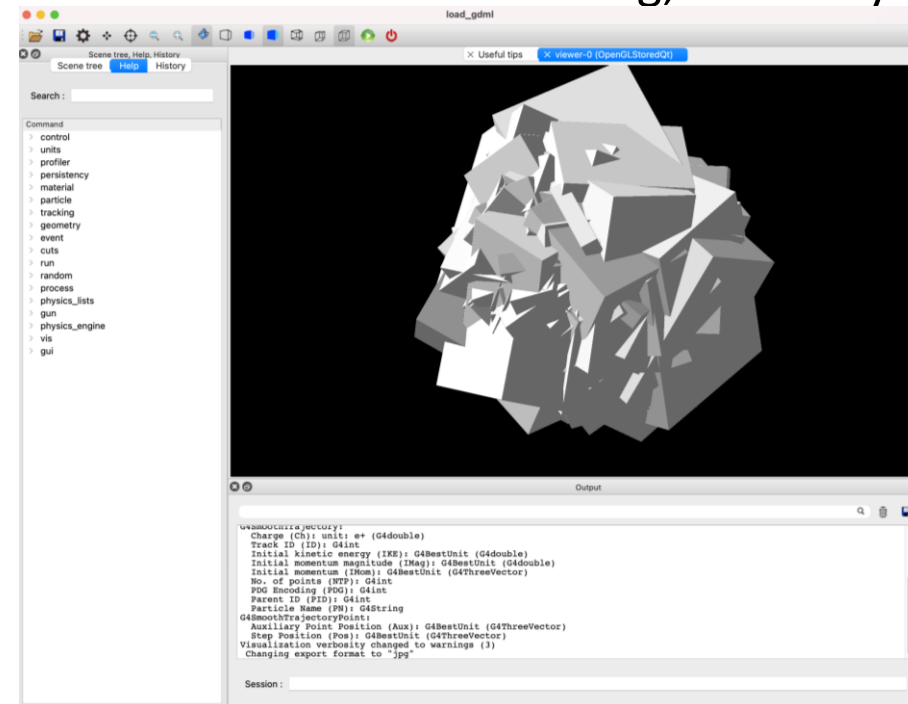 load_gdml
Scene tree, Help, History
Scene tree Help History
Search :
Command
control
units
profiler
persistency
material
particle
tracking
geometry
event
cuts
run
random
process
physics_lists
gun
physics_engine
vis
gui
Useful tips
viewer-0 (OpenGLStoredQt)
Output
G4SmoothTrajectory:
Charge (Ch): unit: e+ (G4double)
Track ID (ID): G4int
Initial kinetic energy (IKE): G4BestUnit (G4double)
Initial momentum magnitude (IMag): G4BestUnit (G4double)
Initial momentum (IMom): G4BestUnit (G4ThreeVector)
No. of points (NTP): G4int
PDG Encoding (PDG): G4int
Parent ID (PID): G4int
Particle Name (PN): G4String
G4SmoothTrajectoryPoint:
Auxiliary Point Position (Aux): G4BestUnit (G4ThreeVector)
Step Position (Pos): G4BestUnit (G4ThreeVector)
Visualization verbosity changed to warnings (3)
Changing export format to "jpg"
Session :